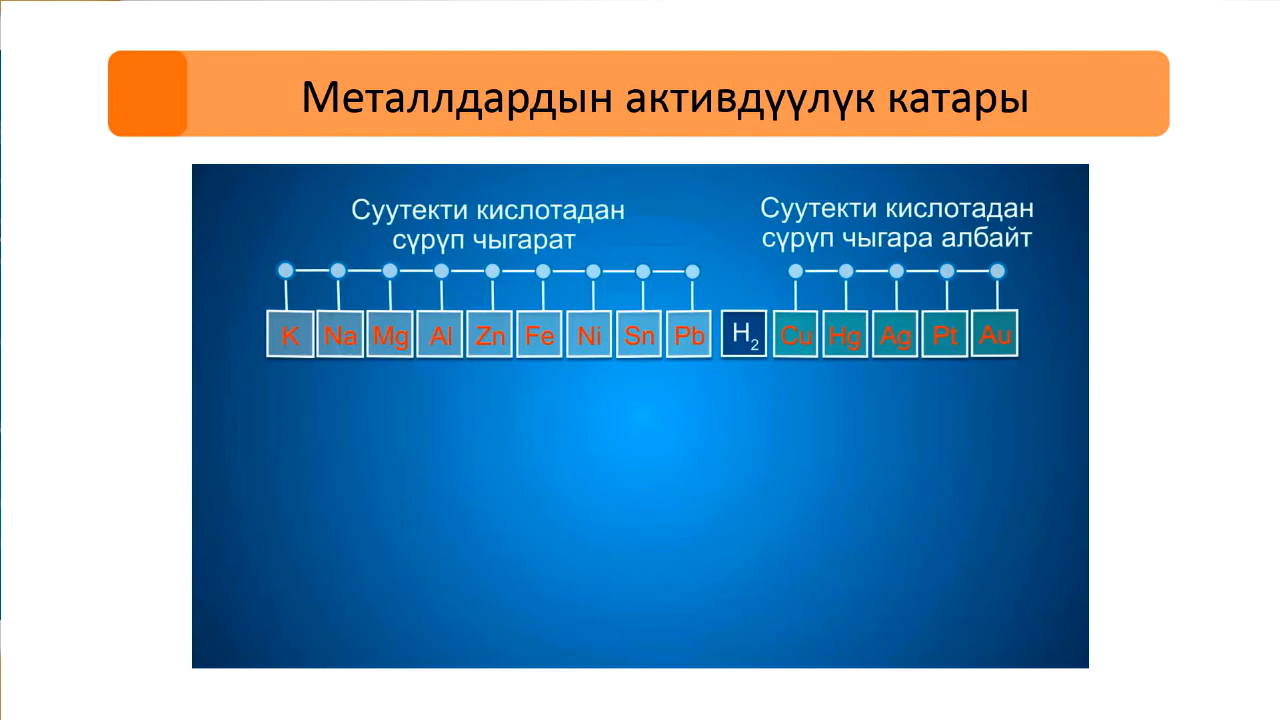 Металлдардын активдүүлүк катары
Суутекти кислотадан
сүрүп чыгарат
Суутекти кислотадан
сүрүп чыгара албайт
K Na Mg Al Zn Fe Ni Sn Pb H2 Cu Hg Ag Pt Au